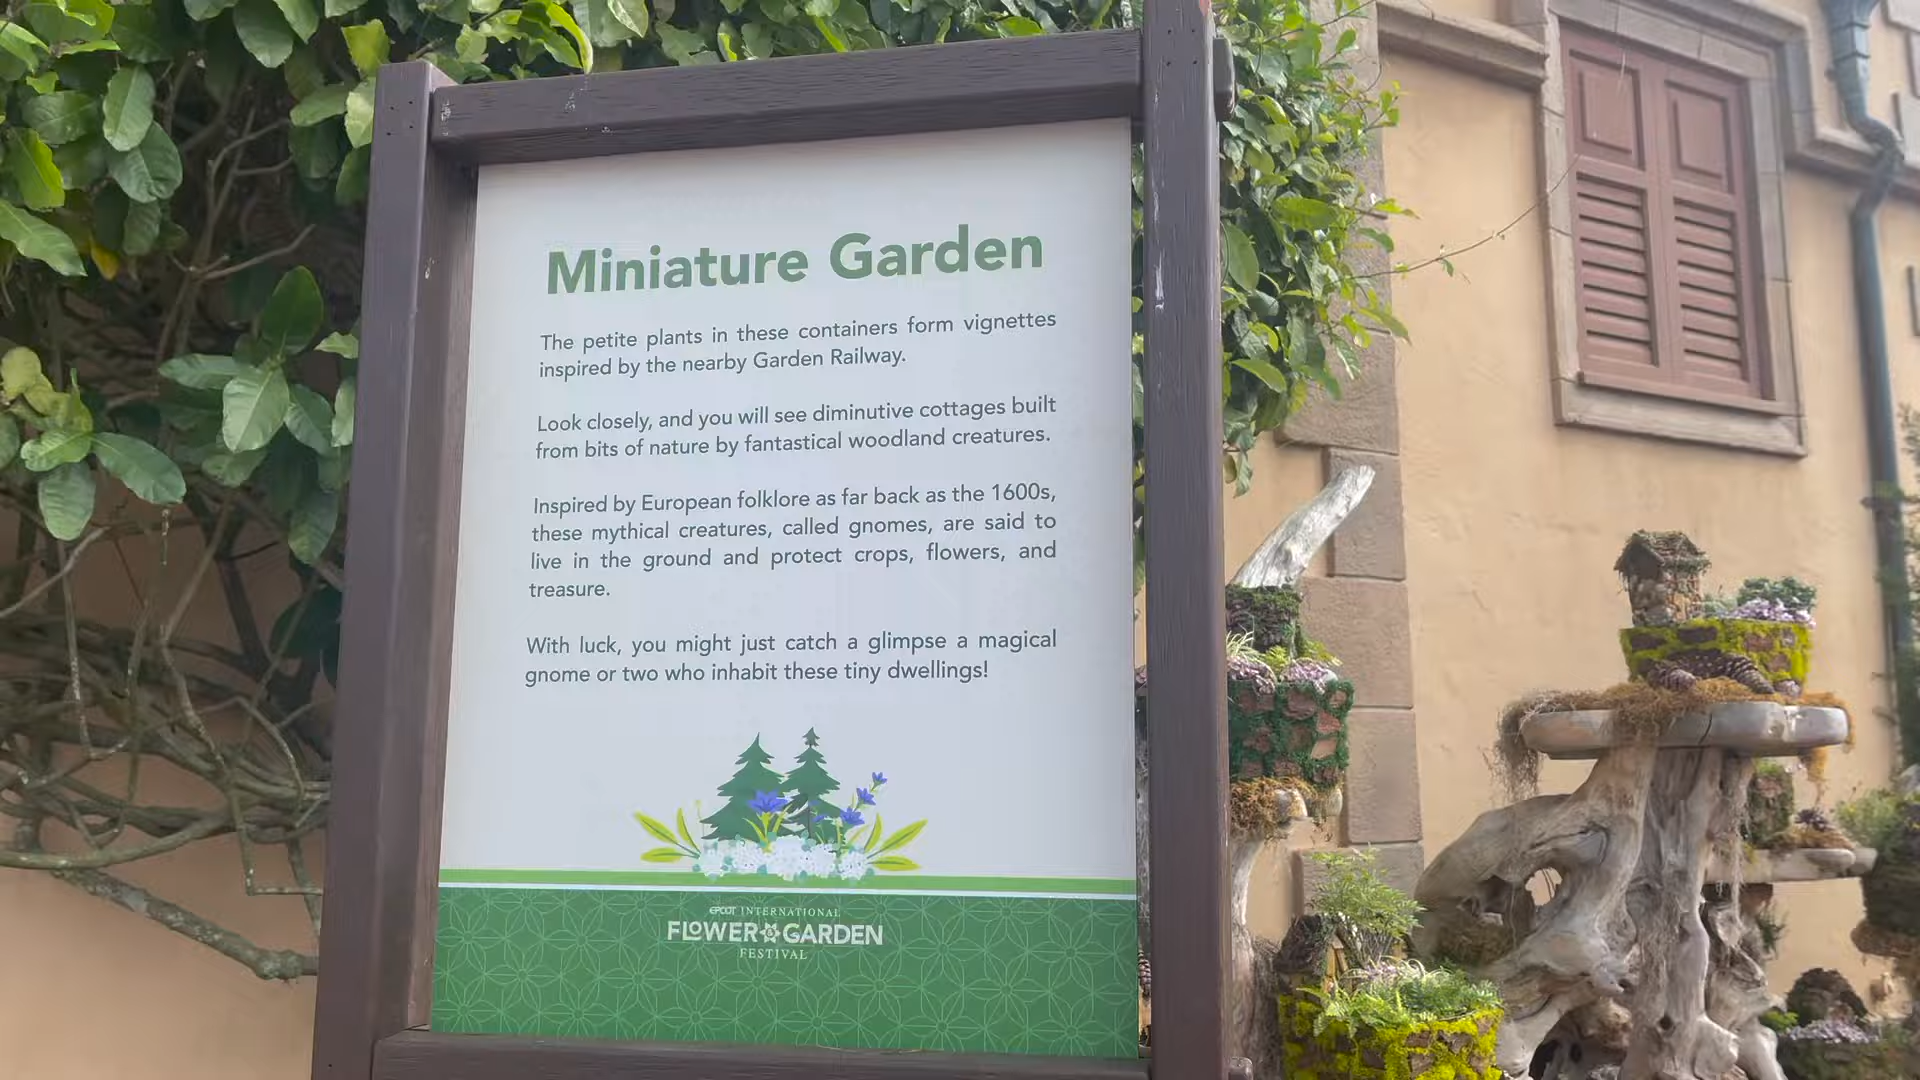 Miniature Garden
The petite plants in these containers form vignettes
inspired by the nearby Garden Railway.
Look closely, and you will see diminutive cottages built
from bits of nature by fantastical woodland creatures.
Inspired by European folklore as far back as the 1600s,
these mythical creatures, called gnomes, are said to
live in the ground and protect crops, flowers, and
treasure.
With luck, you might just catch a glimpse a magical
gnome or two who inhabit these tiny dwellings!
EPCOT INTERNATIONAL
FLOWER & GARDEN
FESTIVAL